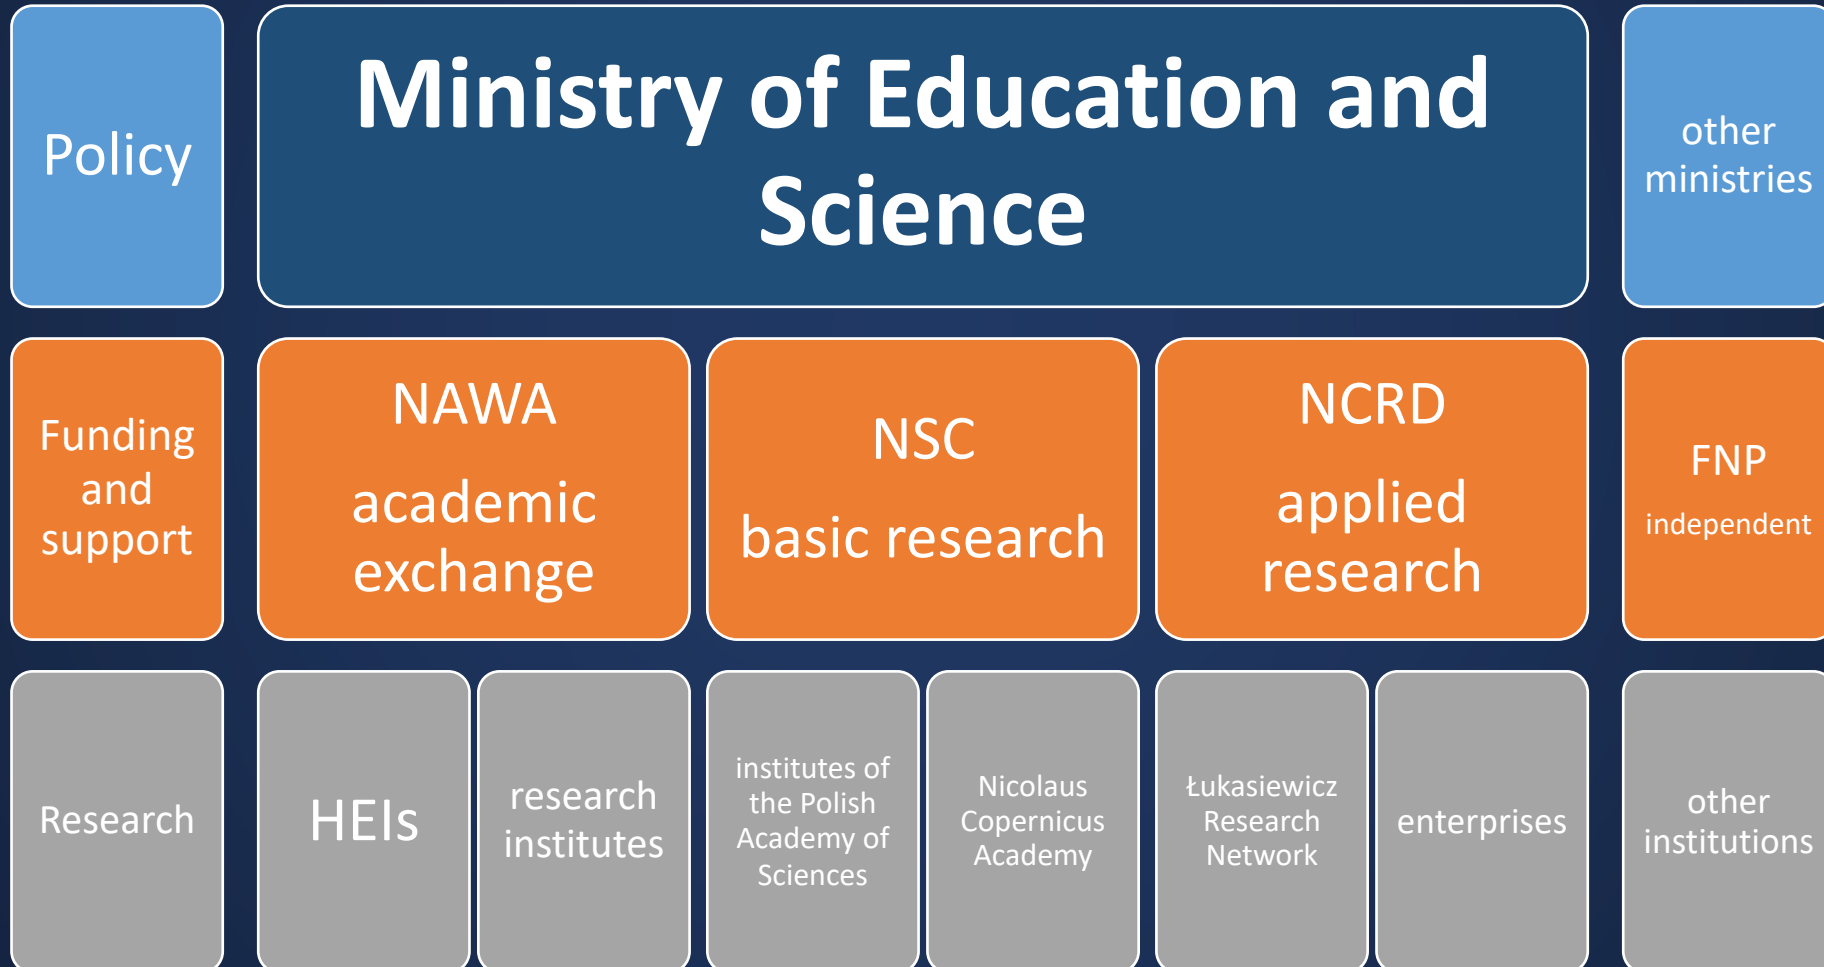 Policy
Ministry of Education and
Science
other
ministries
Funding
and
support
NAWA
academic
exchange
NSC
basic research
NCRD
applied
research
FNP
independent
Research
HEIs
research
institutes
institutes of
the Polish
Academy of
Sciences
Nicolaus
Copernicus
Academy
Łukasiewicz
Research
Network
enterprises
other
institutions